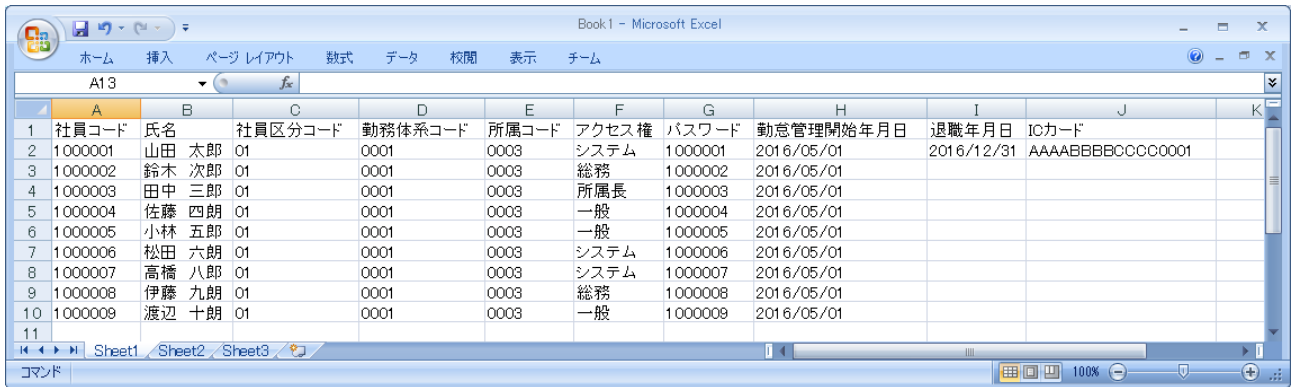 Book1 - Microsoft Excel
ホーム 挿入 ページ レイアウト 数式 データ 校閲 表示 チーム
A13 fx
A B C D E F G H I J K
1 社員コード 氏名 社員区分コード 勤務体系コード 所属コード アクセス権 パスワード 勤怠管理開始年月日 退職年月日 ICカード
2 1000001 山田 太郎 01 0001 0003 システム 1000001 2016/05/01 2016/12/31 AAAABBBBCCCC0001
3 1000002 鈴木 次郎 01 0001 0003 総務 1000002 2016/05/01
4 1000003 田中 三郎 01 0001 0003 所属長 1000003 2016/05/01
5 1000004 佐藤 四朗 01 0001 0003 一般 1000004 2016/05/01
6 1000005 小林 五郎 01 0001 0003 一般 1000005 2016/05/01
7 1000006 松田 六朗 01 0001 0003 システム 1000006 2016/05/01
8 1000007 高橋 八郎 01 0001 0003 システム 1000007 2016/05/01
9 1000008 伊藤 九朗 01 0001 0003 総務 1000008 2016/05/01
10 1000009 渡辺 十朗 01 0001 0003 一般 1000009 2016/05/01
11
Sheet1 Sheet2 Sheet3
コマンド 100%